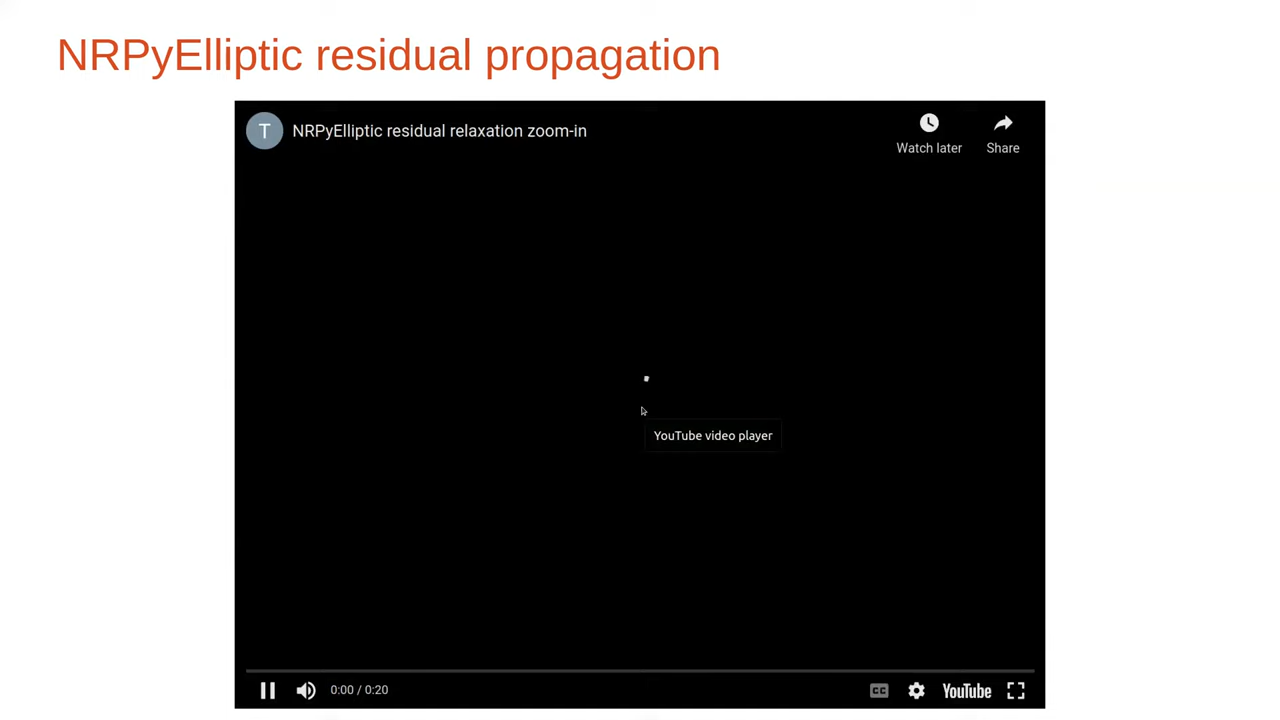 NRPyElliptic residual propagation
T
NRPyElliptic residual relaxation zoom-in
Watch later
Share
YouTube video player
0:00 / 0:20
CC
YouTube